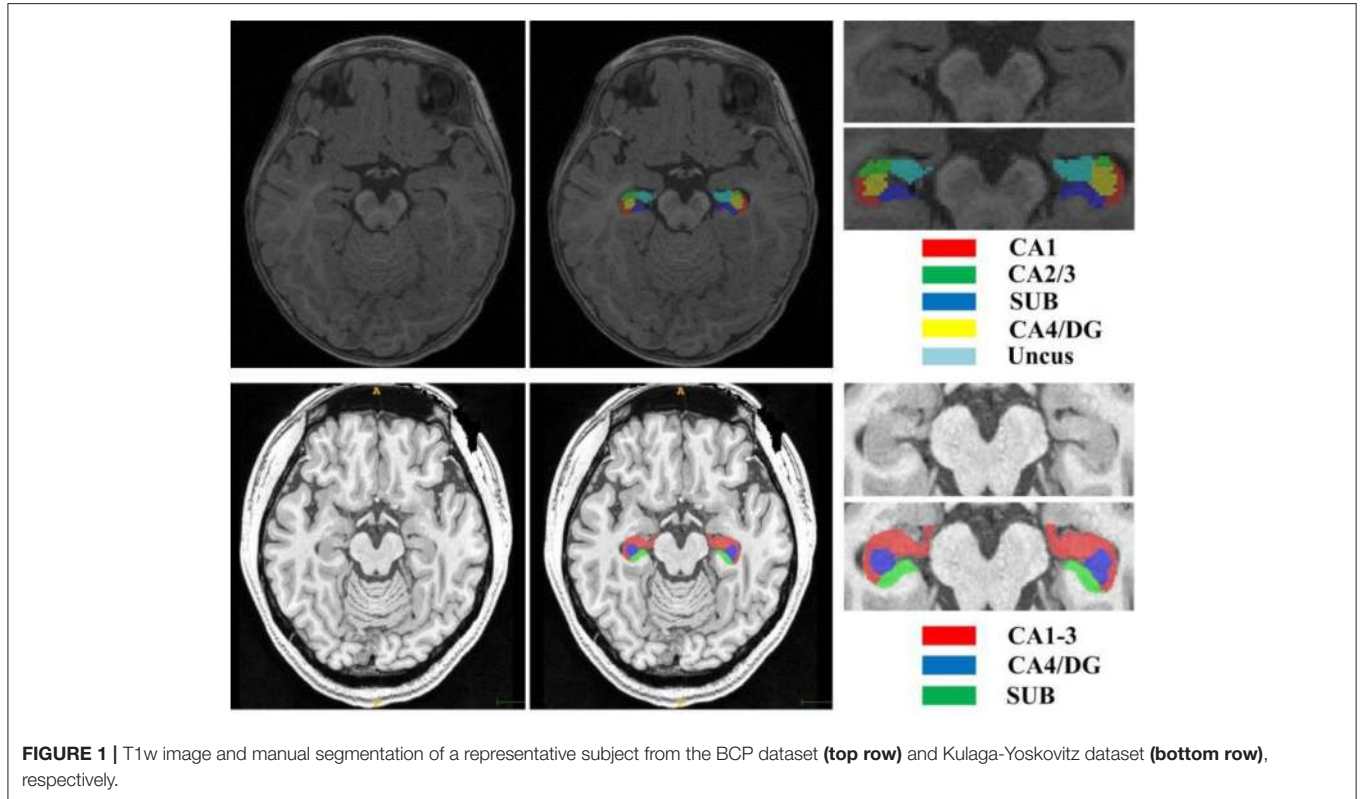 CA1
CA2/3
SUB
CA4/DG
Uncus
A
CA1-3
CA4/DG
SUB
A
FIGURE 1 | T1w image and manual segmentation of a representative subject from the BCP dataset (top row) and Kulaga-Yoskovitz dataset (bottom row),
respectively.